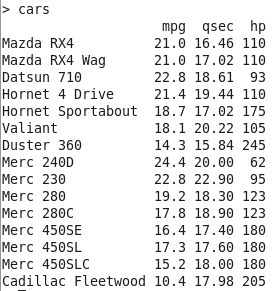 > cars
mpg qsec hp
Mazda RX4 21.0 16.46 110
Mazda RX4 Wag 21.0 17.02 110
Datsun 710 22.8 18.61 93
Hornet 4 Drive 21.4 19.44 110
Hornet Sportabout 18.7 17.02 175
Valiant 18.1 20.22 105
Duster 360 14.3 15.84 245
Merc 240D 24.4 20.00 62
Merc 230 22.8 22.90 95
Merc 280 19.2 18.30 123
Merc 280C 17.8 18.90 123
Merc 450SE 16.4 17.40 180
Merc 450SL 17.3 17.60 180
Merc 450SLC 15.2 18.00 180
Cadillac Fleetwood 10.4 17.98 205